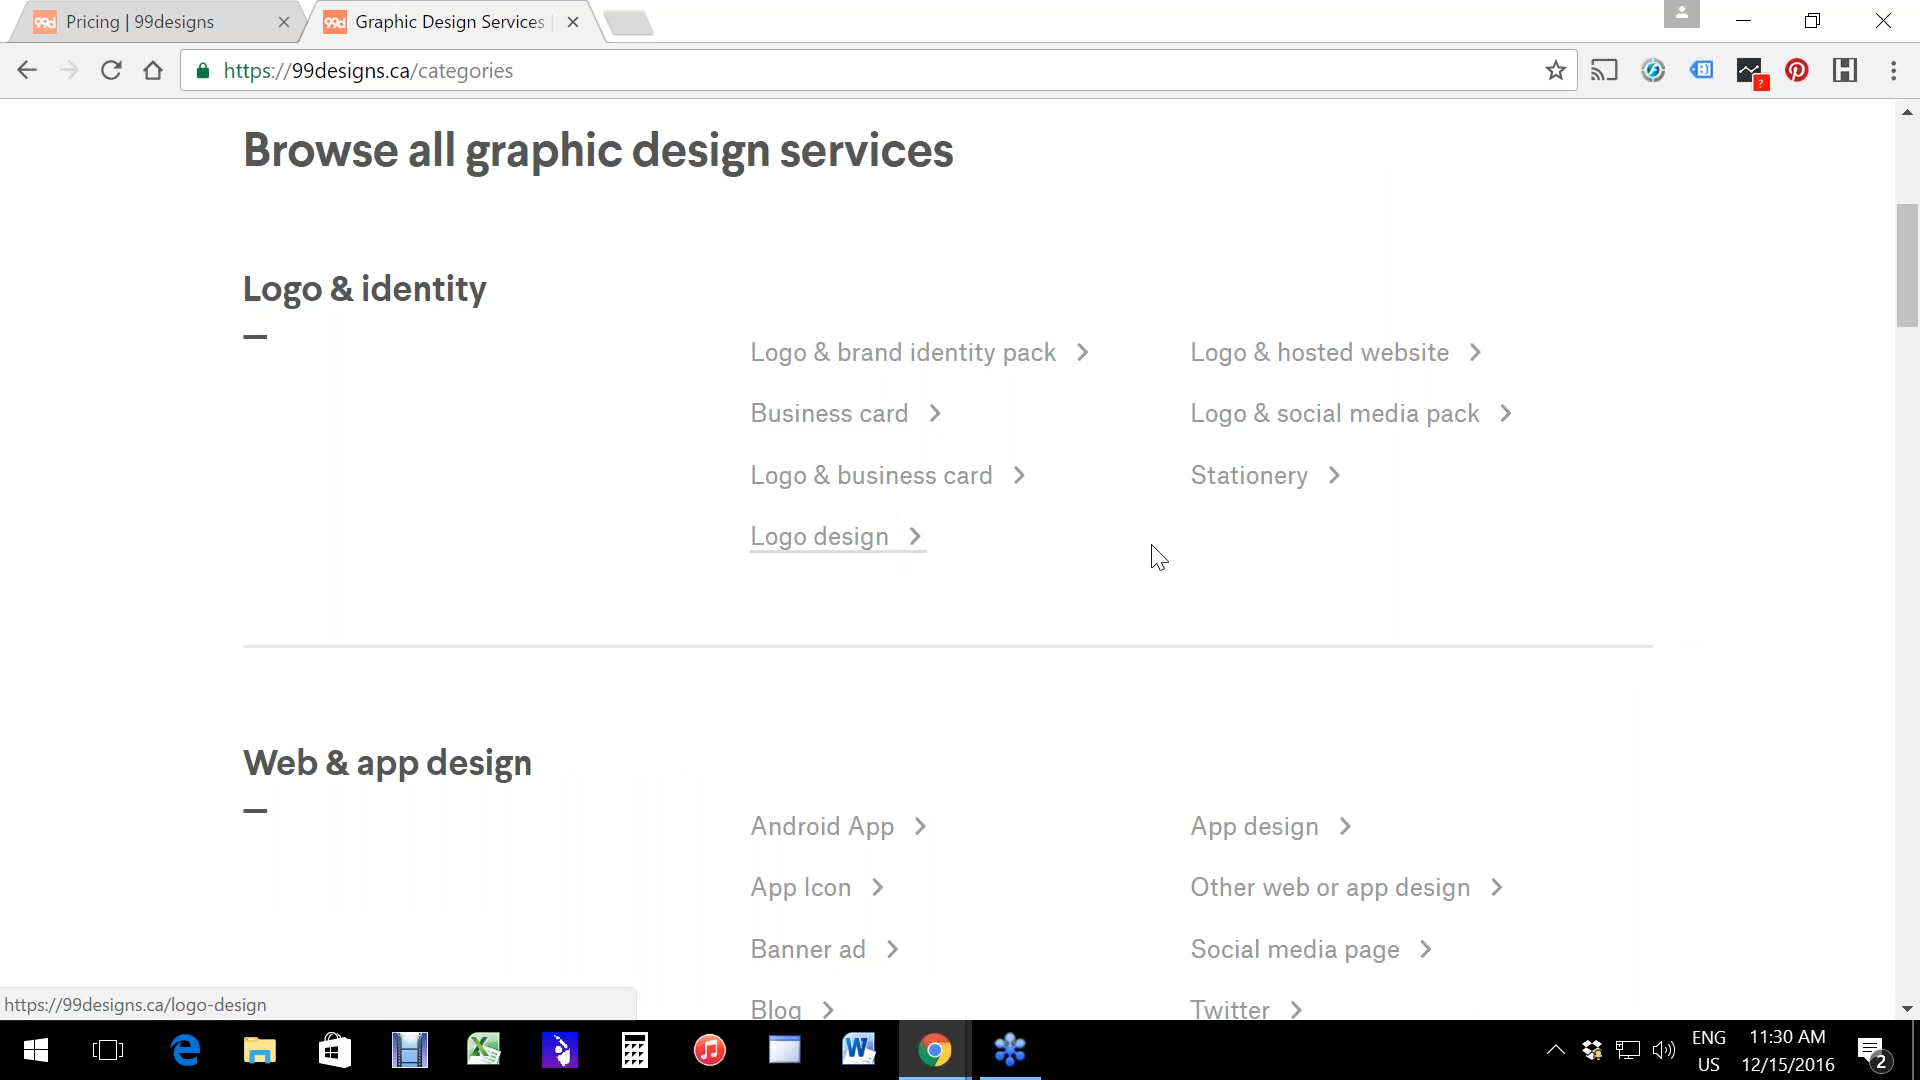 Pricing | 99designs
Graphic Design Services
https://99designs.ca/categories
Browse all graphic design services
Logo & identity
Logo & brand identity pack
Logo & hosted website
Business card
Logo & social media pack
Logo & business card
Stationery
Logo design
Web & app design
Android App
App design
App Icon
Other web or app design
Banner ad
Social media page
Blog
Twitter
https://99designs.ca/logo-design
ENG
US
11:30 AM
12/15/2016
2